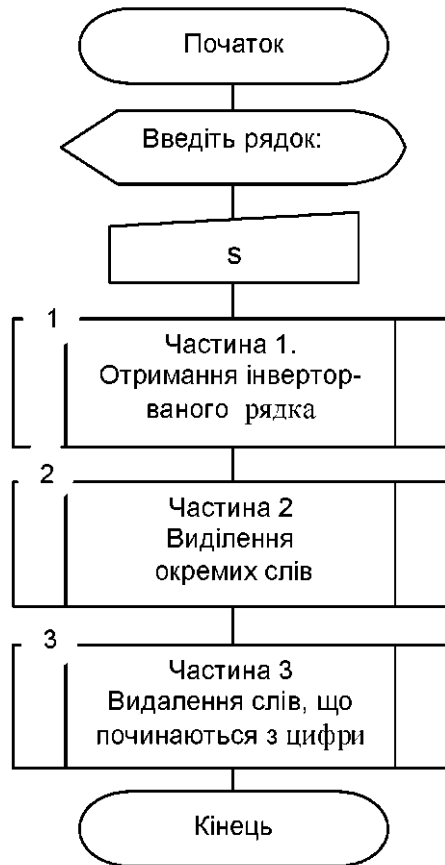 Початок
Введіть рядок:
s
1
Частина 1.
Отримання інвертор-
ваного рядка
2
Частина 2
Виділення
окремих слів
3
Частина 3
Видалення слів, що
починаються з цифри
Кінець